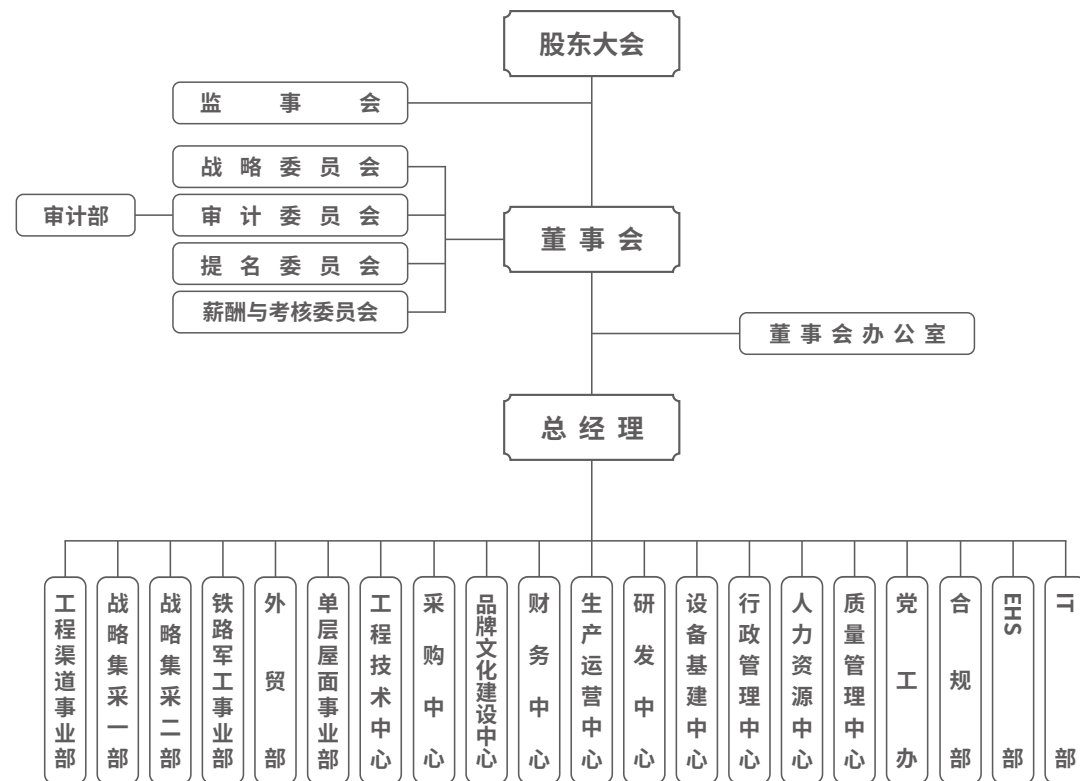 股东大会
监事会
战略委员会
审计部
审计委员会
董事会
提名委员会
薪酬与考核委员会
董事会办公室
总经理
工程渠道事业部
战略集采一部
战略集采二部
铁路军工事业部
外贸部
单层屋面事业部
工程技术中心
采购中心
品牌文化建设中心
财务中心
生产运营中心
研发中心
设备基建中心
行政管理中心
人力资源中心
质量管理中心
党工办
合规部
EHS部
IT部